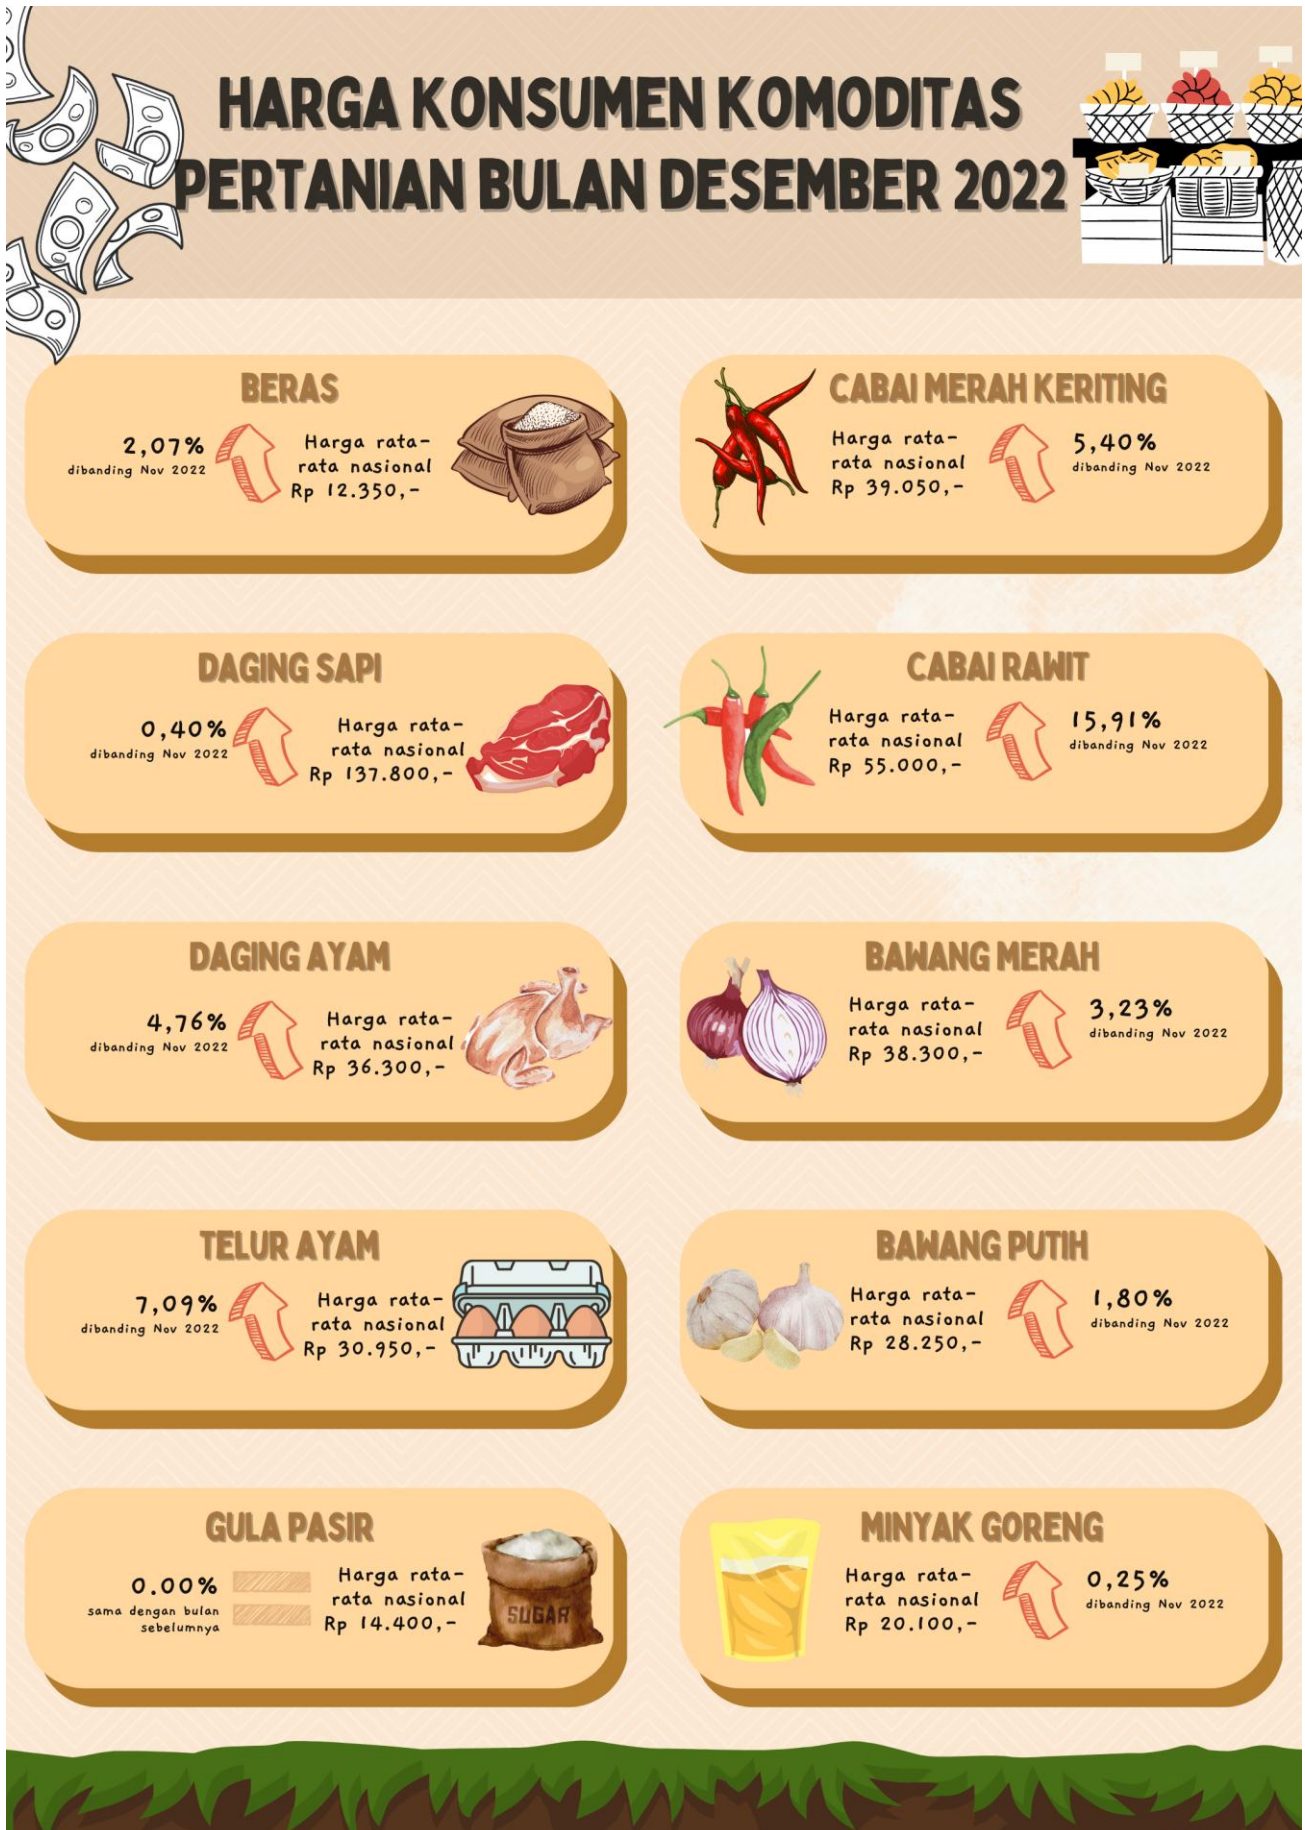 HARGA KONSUMEN KOMODITAS
PERTANIAN BULAN DESEMBER 2022
BERAS
2,07%
dibanding Nov 2022
Harga rata-
rata nasional
Rp 12.350,-
CABAI MERAH KERITING
Harga rata-
rata nasional
Rp 39.050,-
5,40%
dibanding Nov 2022
DAGING SAPI
0,40%
dibanding Nov 2022
Harga rata-
rata nasional
Rp 137.800,-
CABAI RAWIT
Harga rata-
rata nasional
Rp 55.000,-
15,91%
dibanding Nov 2022
DAGING AYAM
4,76%
dibanding Nov 2022
Harga rata-
rata nasional
Rp 36.300,-
BAWANG MERAH
Harga rata-
rata nasional
Rp 38.300,-
3,23%
dibanding Nov 2022
TELUR AYAM
7,09%
dibanding Nov 2022
Harga rata-
rata nasional
Rp 30.950,-
BAWANG PUTIH
Harga rata-
rata nasional
Rp 28.250,-
1,80%
dibanding Nov 2022
GULA PASIR
0.00%
sama dengan bulan
sebelumnya
Harga rata-
rata nasional
Rp 14.400,-
SUGAR
MINYAK GORENG
Harga rata-
rata nasional
Rp 20.100,-
0,25%
dibanding Nov 2022